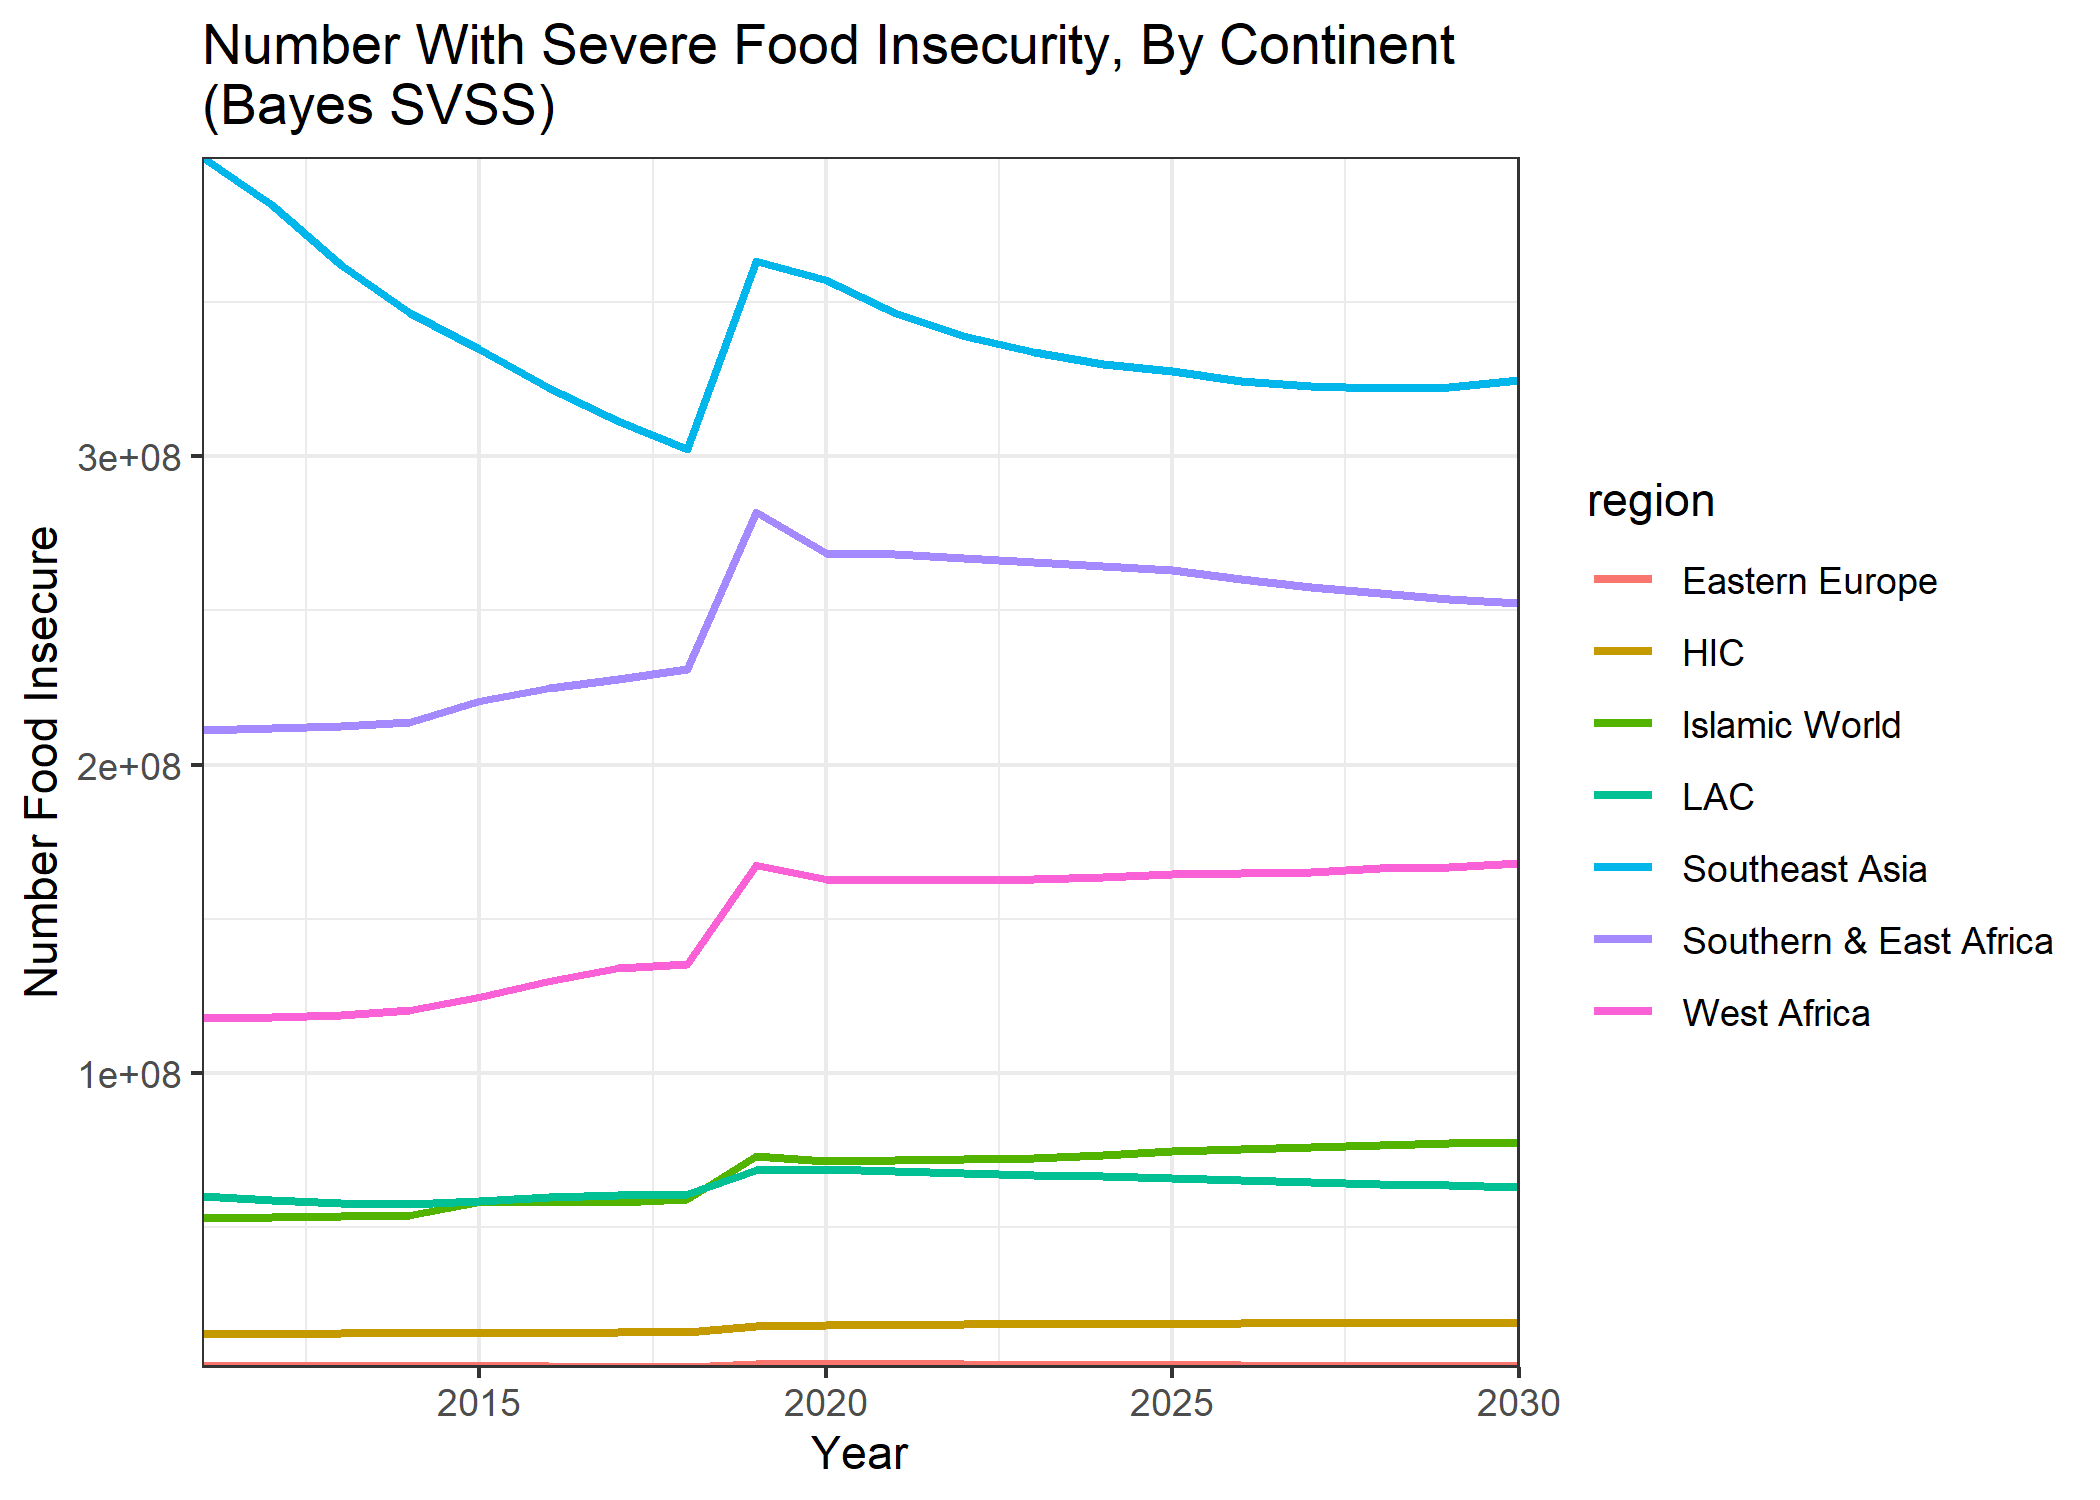 Number With Severe Food Insecurity, By Continent
(Bayes SVSS)
Number Food Insecure
3e+08
2e+08
1e+08
2015
2020
2025
2030
Year
region
Eastern Europe
HIC
Islamic World
LAC
Southeast Asia
Southern & East Africa
West Africa